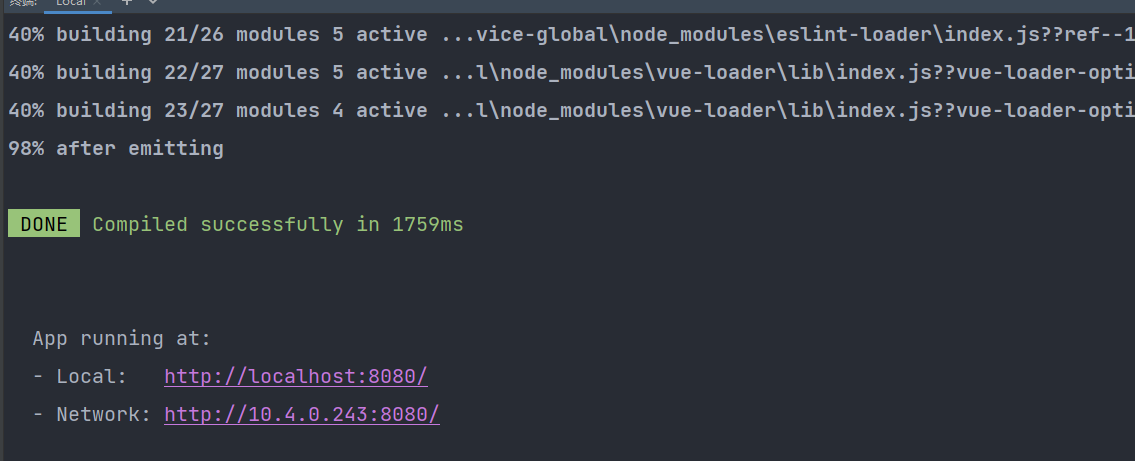 终端: Local × +
40% building 21/26 modules 5 active ...vice-global\node_modules\eslint-loader\index.js??ref--1
40% building 22/27 modules 5 active ...l\node_modules\vue-loader\lib\index.js??vue-loader-opti
40% building 23/27 modules 4 active ...l\node_modules\vue-loader\lib\index.js??vue-loader-opti
98% after emitting
DONE Compiled successfully in 1759ms
App running at:
- Local: http://localhost:8080/
- Network: http://10.4.0.243:8080/